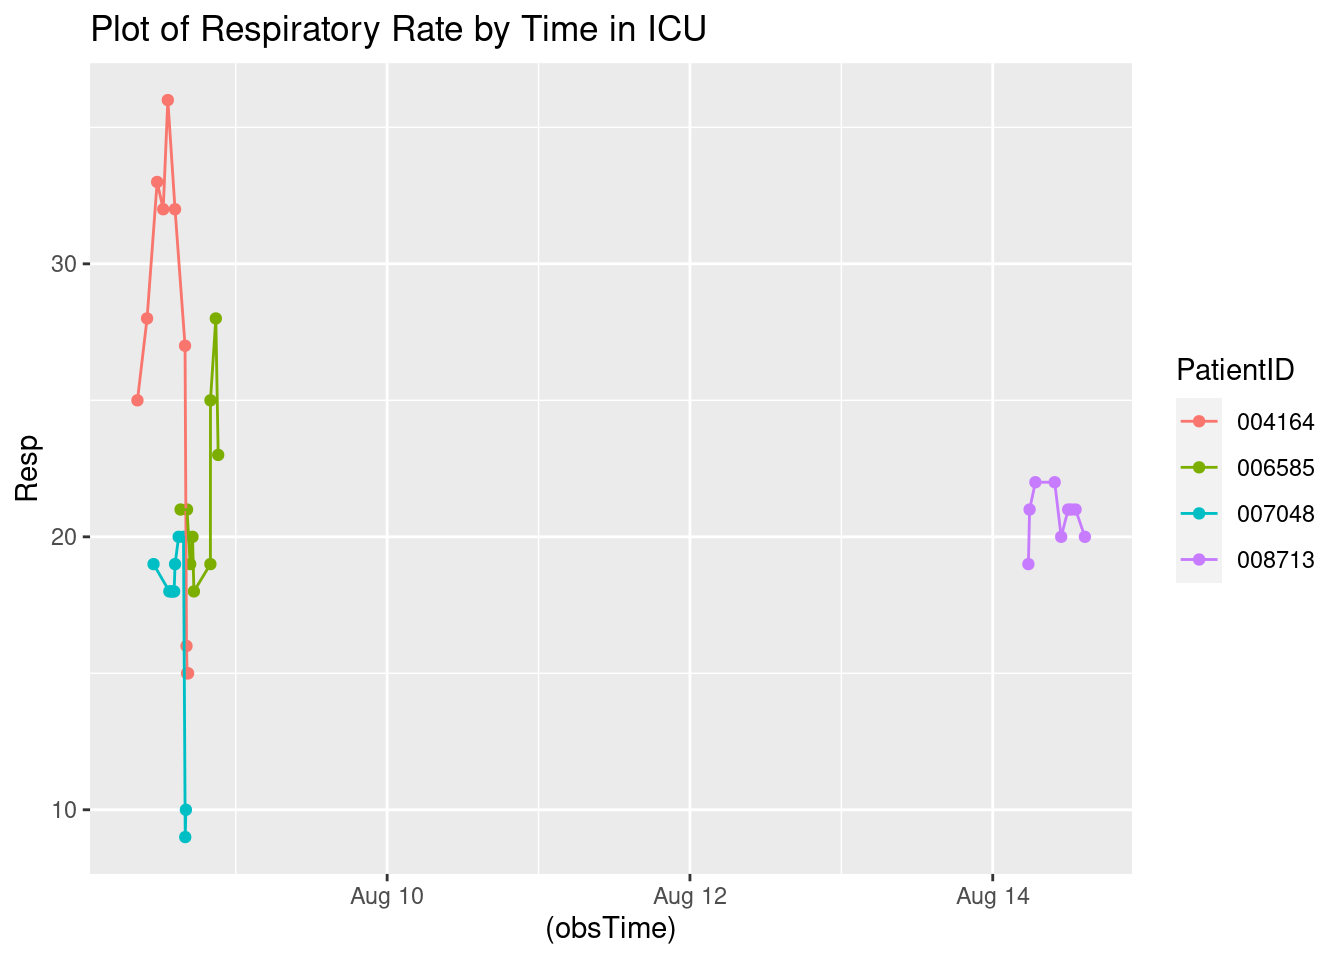 Plot of Respiratory Rate by Time in ICU
30
20
10
Resp
Aug 10
Aug 12
Aug 14
(obsTime)
PatientID
004164
006585
007048
008713